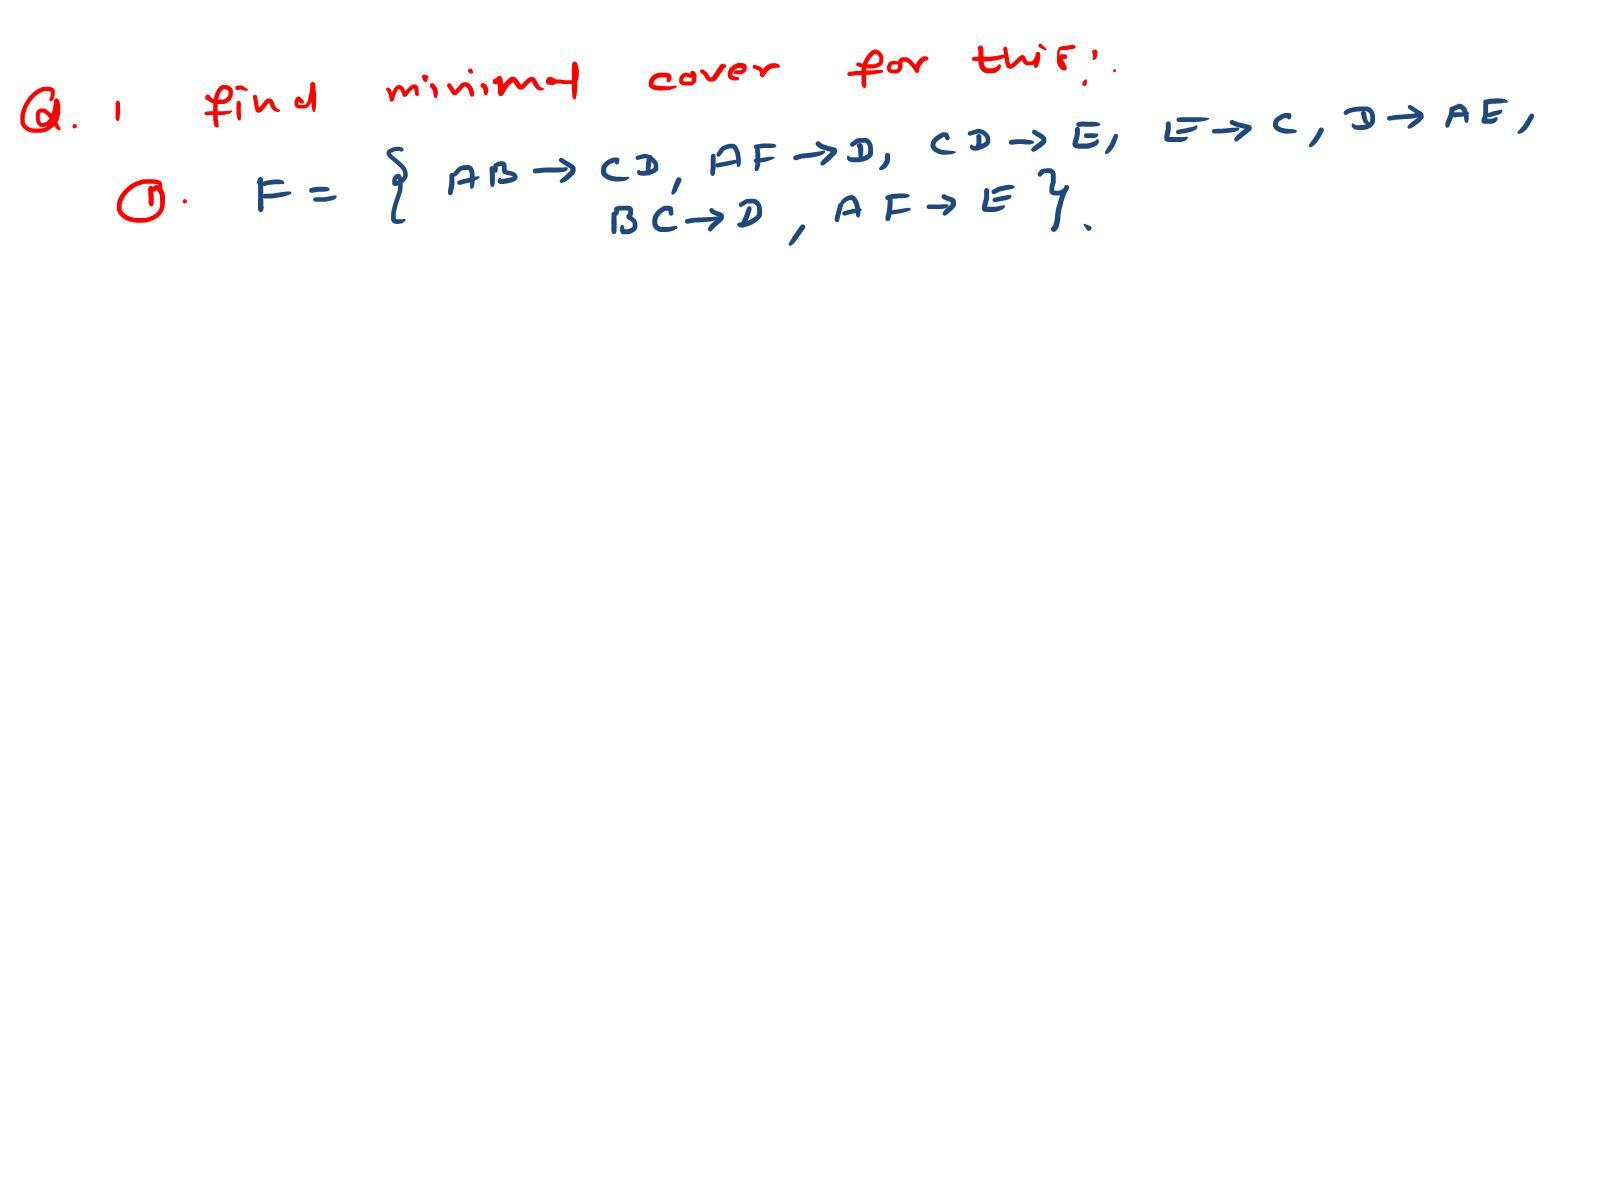 Q. 1 find minimal cover for this:.
①. F = { AB → CD, AF → D, CD → E, E → C, D → AE,
BC → D, AF → E }.